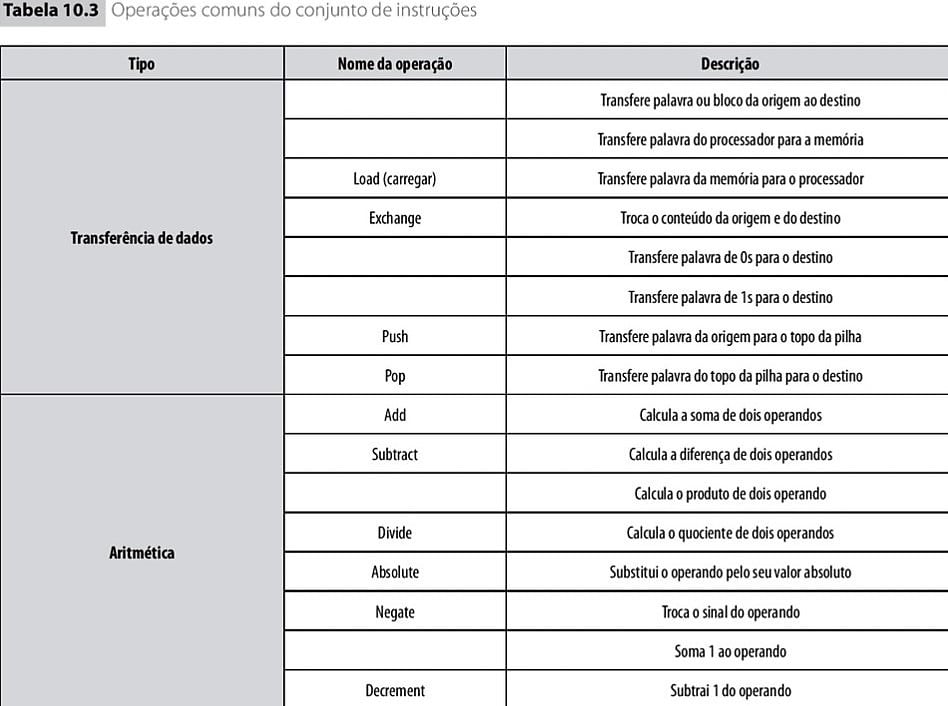 Tabela 10.3 Operações comuns do conjunto de instruções
Tipo Nome da operação Descrição
Transferência de dados
Transfere palavra ou bloco da origem ao destino
Transfere palavra do processador para a memória
Load (carregar) Transfere palavra da memória para o processador
Exchange Troca o conteúdo da origem e do destino
Transfere palavra de 0s para o destino
Transfere palavra de 1s para o destino
Push Transfere palavra da origem para o topo da pilha
Pop Transfere palavra do topo da pilha para o destino
Aritmética
Add Calcula a soma de dois operandos
Subtract Calcula a diferença de dois operandos
Calcula o produto de dois operando
Divide Calcula o quociente de dois operandos
Absolute Substitui o operando pelo seu valor absoluto
Negate Troca o sinal do operando
Soma 1 ao operando
Decrement Subtrai 1 do operando